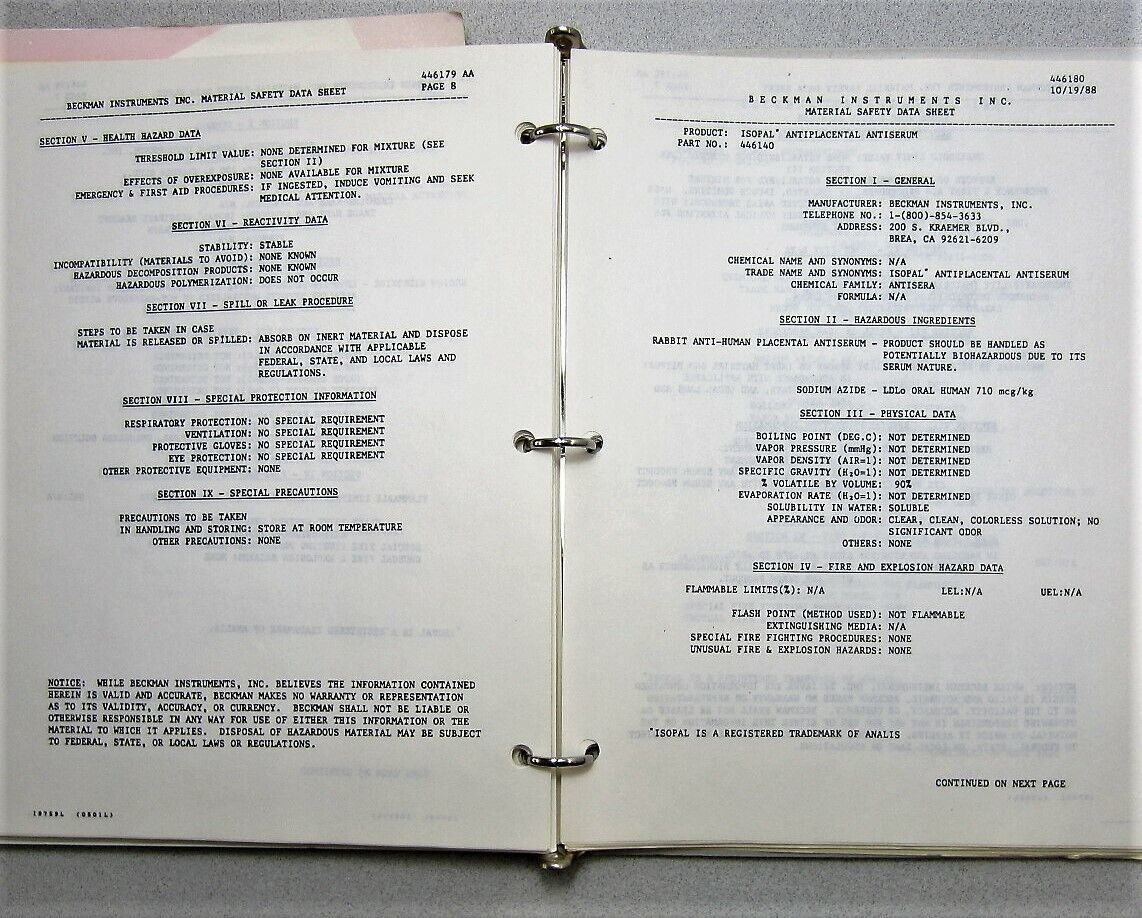 446179 AA
BECKMAN INSTRUMENTS INC. MATERIAL SAFETY DATA SHEET PAGE 8
SECTION V - HEALTH HAZARD DATA
THRESHOLD LIMIT VALUE: NONE DETERMINED FOR MIXTURE (SEE
SECTION II)
EFFECTS OF OVEREXPOSURE: NONE AVAILABLE FOR MIXTURE
EMERGENCY & FIRST AID PROCEDURES: IF INGESTED, INDUCE VOMITING AND SEEK
MEDICAL ATTENTION.
SECTION VI - REACTIVITY DATA
STABILITY: STABLE
INCOMPATIBILITY (MATERIALS TO AVOID): NONE KNOWN
HAZARDOUS DECOMPOSITION PRODUCTS: NONE KNOWN
HAZARDOUS POLYMERIZATION: DOES NOT OCCUR
SECTION VII - SPILL OR LEAK PROCEDURE
STEPS TO BE TAKEN IN CASE
MATERIAL IS RELEASED OR SPILLED: ABSORB ON INERT MATERIAL AND DISPOSE
IN ACCORDANCE WITH APPLICABLE
FEDERAL, STATE, AND LOCAL LAWS AND
REGULATIONS.
SECTION VIII - SPECIAL PROTECTION INFORMATION
RESPIRATORY PROTECTION: NO SPECIAL REQUIREMENT
VENTILATION: NO SPECIAL REQUIREMENT
PROTECTIVE GLOVES: NO SPECIAL REQUIREMENT
EYE PROTECTION: NO SPECIAL REQUIREMENT
OTHER PROTECTIVE EQUIPMENT: NONE
SECTION IX - SPECIAL PRECAUTIONS
PRECAUTIONS TO BE TAKEN
IN HANDLING AND STORING: STORE AT ROOM TEMPERATURE
OTHER PRECAUTIONS: NONE
NOTICE: WHILE BECKMAN INSTRUMENTS, INC. BELIEVES THE INFORMATION CONTAINED
HEREIN IS VALID AND ACCURATE, BECKMAN MAKES NO WARRANTY OR REPRESENTATION
AS TO ITS VALIDITY, ACCURACY, OR CURRENCY. BECKMAN SHALL NOT BE LIABLE OR
OTHERWISE RESPONSIBLE IN ANY WAY FOR USE OF EITHER THIS INFORMATION OR THE
MATERIAL TO WHICH IT APPLIES. DISPOSAL OF HAZARDOUS MATERIAL MAY BE SUBJECT
TO FEDERAL, STATE, OR LOCAL LAWS OR REGULATIONS.
19759L (0501L)
446180
10/19/88
BECKMAN INSTRUMENTS INC.
MATERIAL SAFETY DATA SHEET
PRODUCT: ISOPAL* ANTIPLACENTAL ANTISERUM
PART NO.: 446140
SECTION I - GENERAL
MANUFACTURER: BECKMAN INSTRUMENTS, INC.
TELEPHONE NO.: 1-(800)-854-3633
ADDRESS: 200 S. KRAEMER BLVD.,
BREA, CA 92621-6209
CHEMICAL NAME AND SYNONYMS: N/A
TRADE NAME AND SYNONYMS: ISOPAL* ANTIPLACENTAL ANTISERUM
CHEMICAL FAMILY: ANTISERA
FORMULA: N/A
SECTION II - HAZARDOUS INGREDIENTS
RABBIT ANTI-HUMAN PLACENTAL ANTISERUM - PRODUCT SHOULD BE HANDLED AS
POTENTIALLY BIOHAZARDOUS DUE TO ITS
SERUM NATURE.
SODIUM AZIDE - LDLo ORAL HUMAN 710 mcg/kg
SECTION III - PHYSICAL DATA
BOILING POINT (DEG.C): NOT DETERMINED
VAPOR PRESSURE (mmHg): NOT DETERMINED
VAPOR DENSITY (AIR=1): NOT DETERMINED
SPECIFIC GRAVITY (H₂O=1): NOT DETERMINED
% VOLATILE BY VOLUME: 90%
EVAPORATION RATE (H₂O=1): NOT DETERMINED
SOLUBILITY IN WATER: SOLUBLE
APPEARANCE AND ODOR: CLEAR, CLEAN, COLORLESS SOLUTION; NO
SIGNIFICANT ODOR
OTHERS: NONE
SECTION IV - FIRE AND EXPLOSION HAZARD DATA
FLAMMABLE LIMITS(%): N/A LEL:N/A UEL:N/A
FLASH POINT (METHOD USED): NOT FLAMMABLE
EXTINGUISHING MEDIA: N/A
SPECIAL FIRE FIGHTING PROCEDURES: NONE
UNUSUAL FIRE & EXPLOSION HAZARDS: NONE
*ISOPAL IS A REGISTERED TRADEMARK OF ANALIS
CONTINUED ON NEXT PAGE